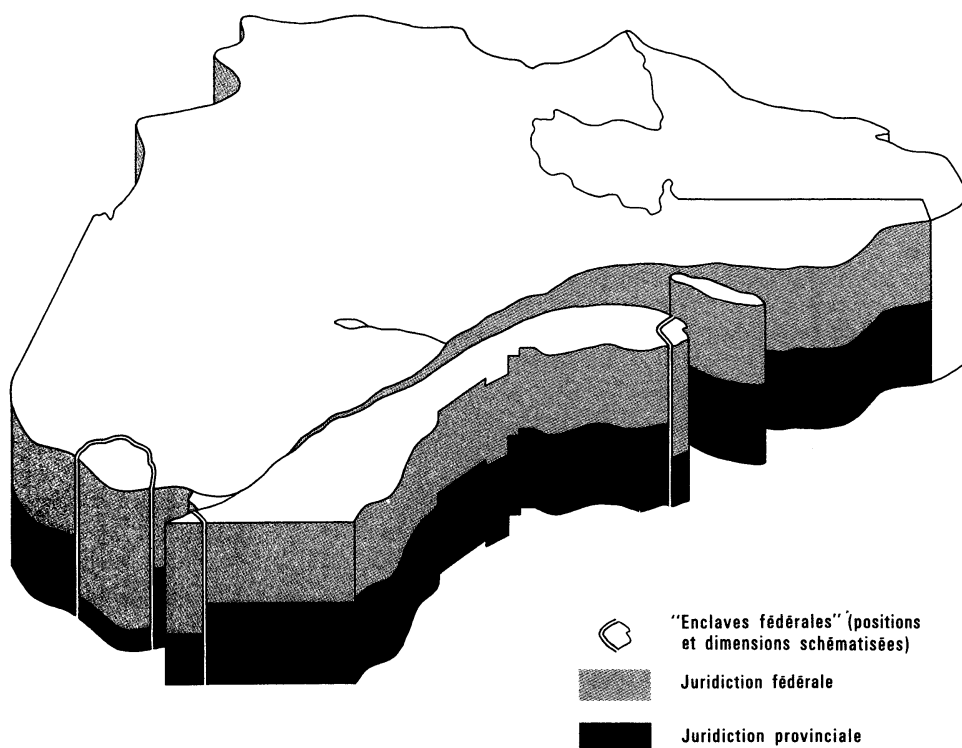 "Enclaves fédérales" (positions
et dimensions schématisées)
Juridiction fédérale
Juridiction provinciale